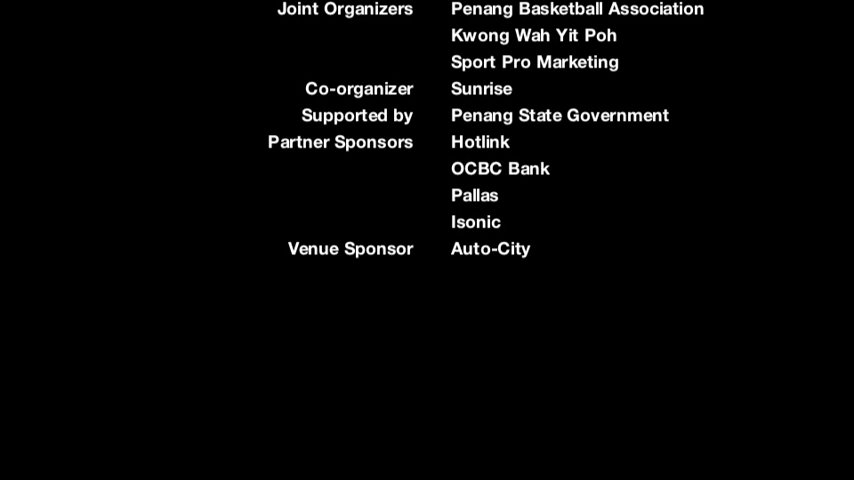 Joint Organizers Penang Basketball Association
Kwong Wah Yit Poh
Sport Pro Marketing
Co-organizer Sunrise
Supported by Penang State Government
Partner Sponsors Hotlink
OCBC Bank
Pallas
Isonic
Venue Sponsor Auto-City